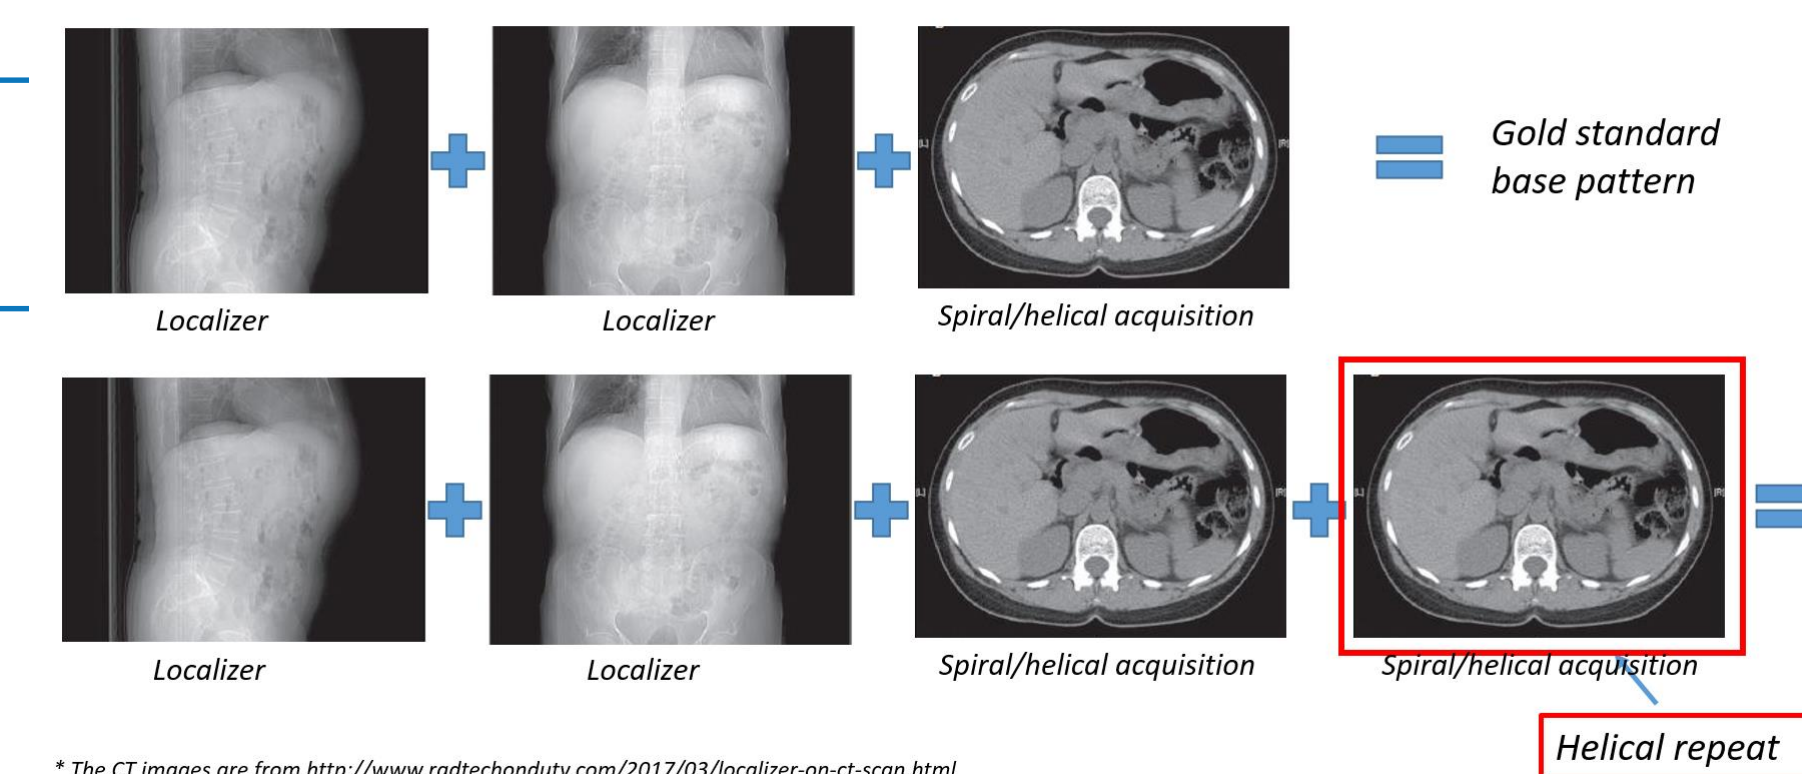 [L]
[R]
Gold standard
base pattern
Localizer
Localizer
Spiral/helical acquisition
[L]
[R]
[L]
[R]
Localizer
Localizer
Spiral/helical acquisition
Spiral/helical acquisition
Helical repeat
* The CT images are from http://www.radtechonduty.com/2017/03/localizer-on-ct-scan.html